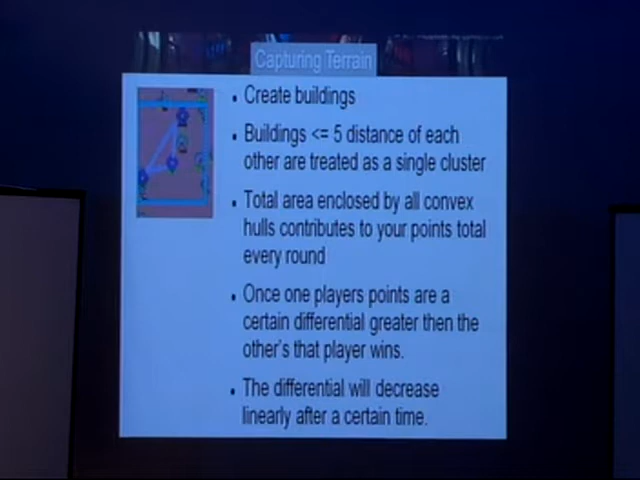 Capturing Terrain
• Create buildings
• Buildings <= 5 distance of each
other are treated as a single cluster
• Total area enclosed by all convex
hulls contributes to your points total
every round
• Once one players points are a
certain differential greater then the
other's that player wins.
• The differential will decrease
linearly after a certain time.